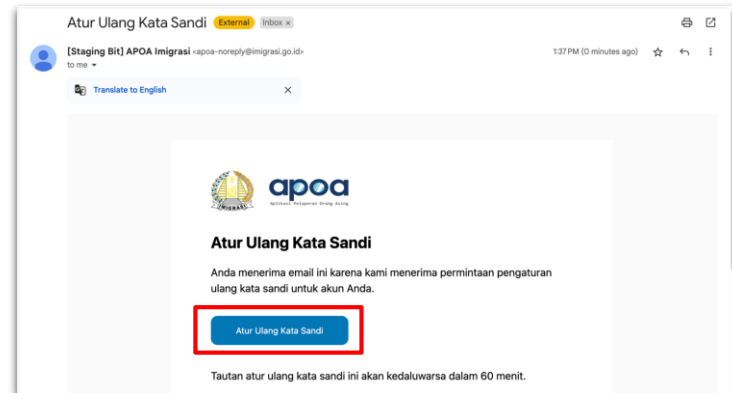 Atur Ulang Kata Sandi External Inbox x
[Staging Bit] APOA Imigrasi <apoa-noreply@imigrasi.go.id> 1:37 PM (0 minutes ago)
to me
Translate to English
IMIGRASI
apoa
Aplikasi Pelaporan Orang Asing
Atur Ulang Kata Sandi
Anda menerima email ini karena kami menerima permintaan pengaturan
ulang kata sandi untuk akun Anda.
Atur Ulang Kata Sandi
Tautan atur ulang kata sandi ini akan kedaluwarsa dalam 60 menit.